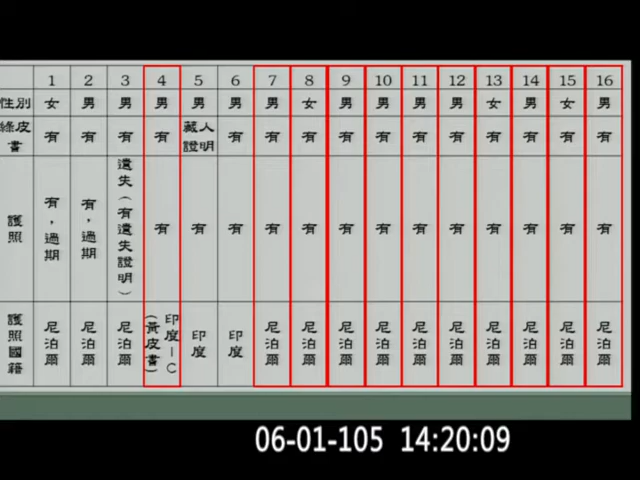 1 2 3 4 5 6 7 8 9 10 11 12 13 14 15 16
性別 女 男 男 男 男 男 男 女 男 男 男 男 女 男 女 男
綠皮書 有 有 有 有 藏人證明 有 有 有 有 有 有 有 有 有 有 有
護照 有，過期 有，過期 遺失（有遺失證明） 有 有 有 有 有 有 有 有 有 有 有 有 有
護照國籍 尼泊爾 尼泊爾 尼泊爾 印度－C（黃皮書） 印度 印度 尼泊爾 尼泊爾 尼泊爾 尼泊爾 尼泊爾 尼泊爾 尼泊爾 尼泊爾 尼泊爾 尼泊爾
06-01-105 14:20:09